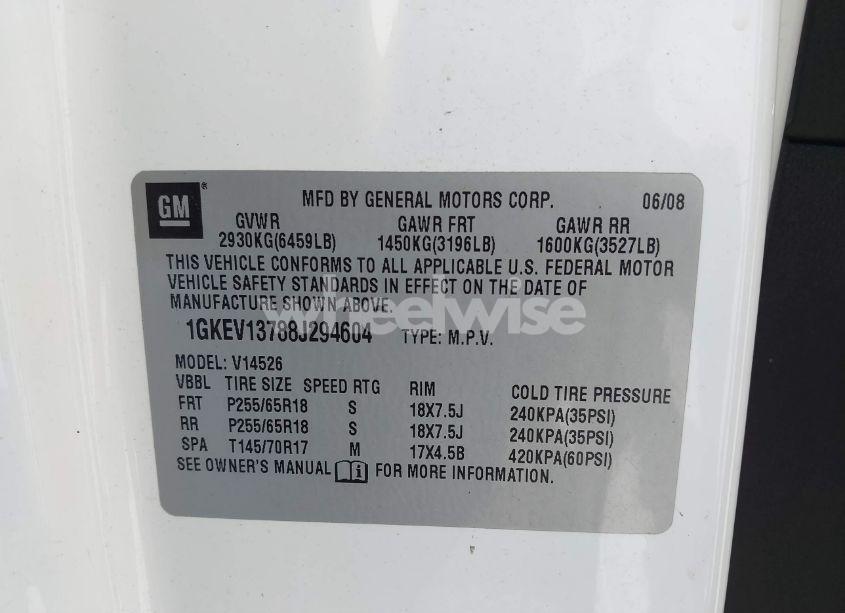 GM®
MFD BY GENERAL MOTORS CORP. 06/08
GVWR GAWR FRT GAWR RR
2930KG(6459LB) 1450KG(3196LB) 1600KG(3527LB)
THIS VEHICLE CONFORMS TO ALL APPLICABLE U.S. FEDERAL MOTOR
VEHICLE SAFETY STANDARDS IN EFFECT ON THE DATE OF
MANUFACTURE SHOWN ABOVE.
wheelwise
1GKEV13788J294604 TYPE: M.P.V.
MODEL: V14526
VBBL TIRE SIZE SPEED RTG RIM COLD TIRE PRESSURE
FRT P255/65R18 S 18X7.5J 240KPA(35PSI)
RR P255/65R18 S 18X7.5J 240KPA(35PSI)
SPA T145/70R17 M 17X4.5B 420KPA(60PSI)
SEE OWNER'S MANUAL i FOR MORE INFORMATION.